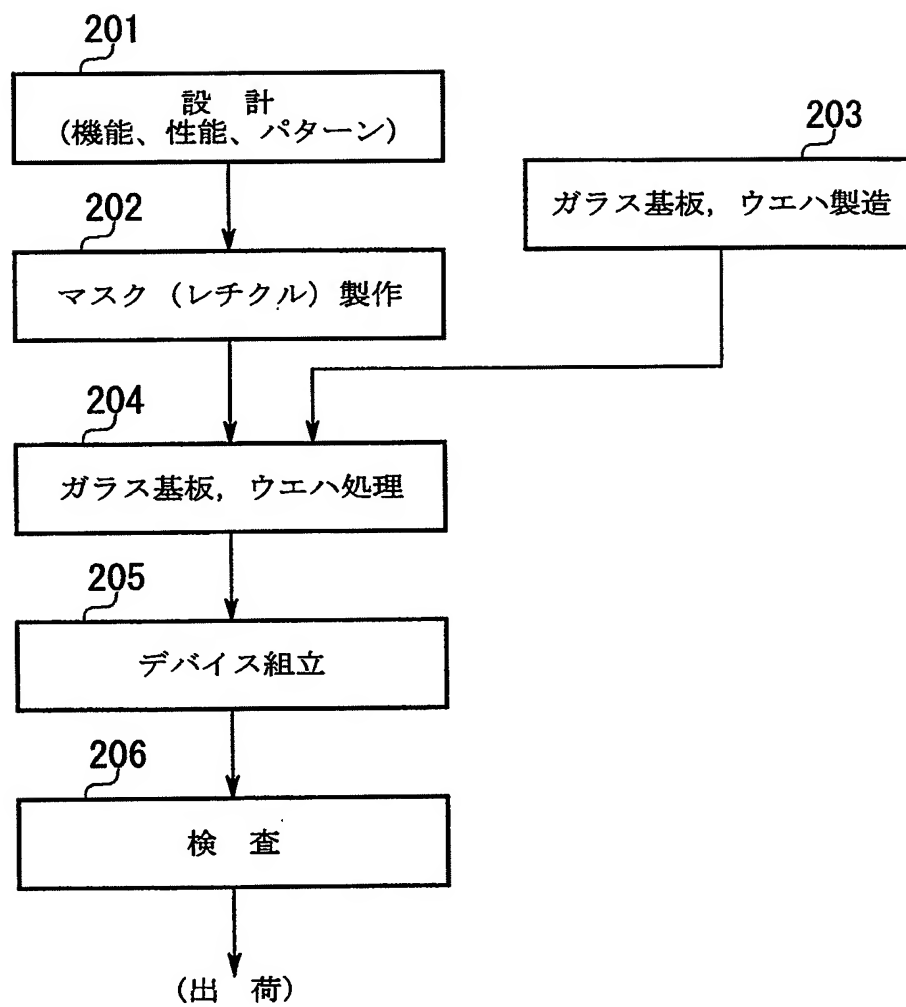 201
設 計
(機能、性能、パターン)
203
ガラス基板, ウエハ製造
202
マスク (レチクル) 製作
204
ガラス基板, ウエハ処理
205
デバイス組立
206
検 査
(出 荷)